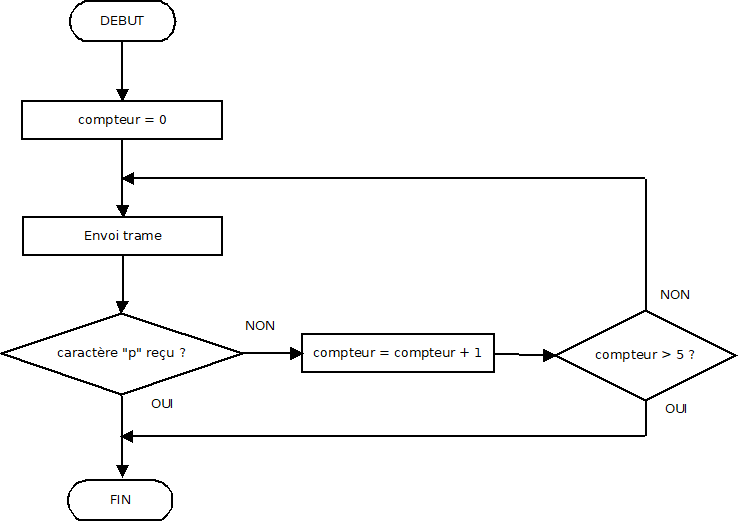 DEBUT
compteur = 0
Envoi trame
caractère "p" reçu ?
NON
compteur = compteur + 1
compteur > 5 ?
NON
OUI
OUI
FIN